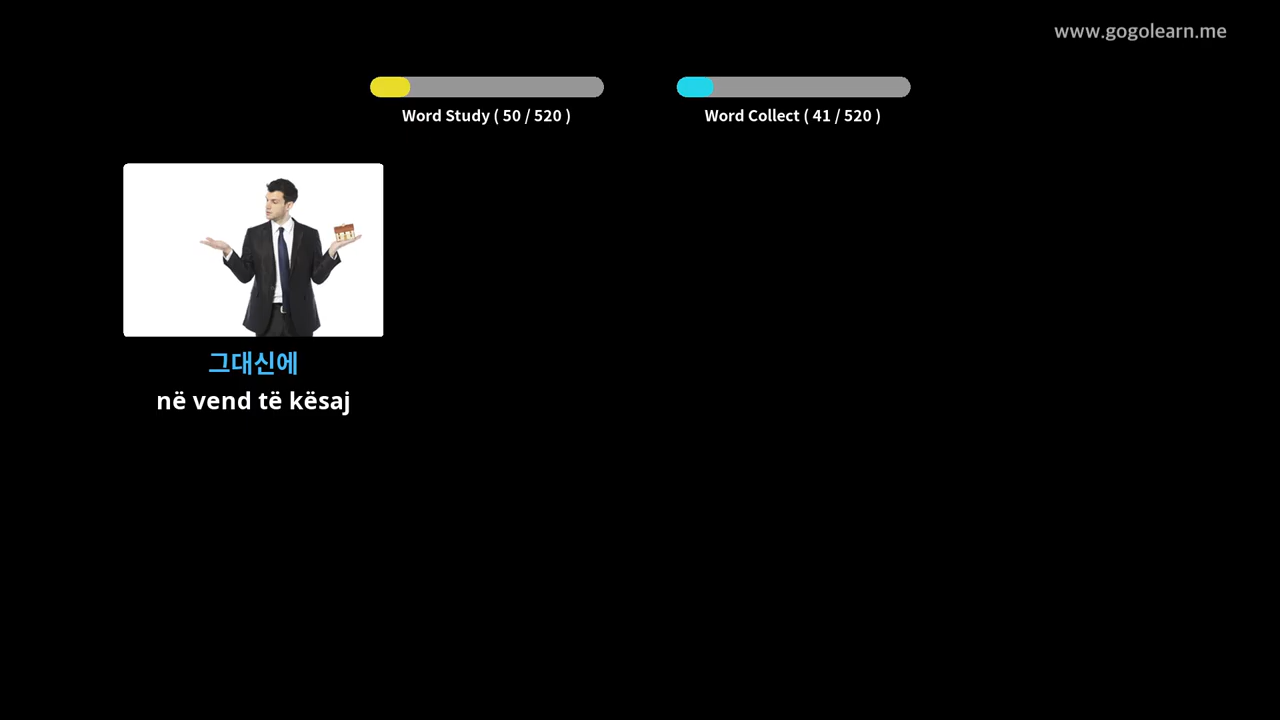 www.gogolearn.me
Word Study ( 50 / 520 )
Word Collect ( 41 / 520 )
그대신에
në vend të kësaj